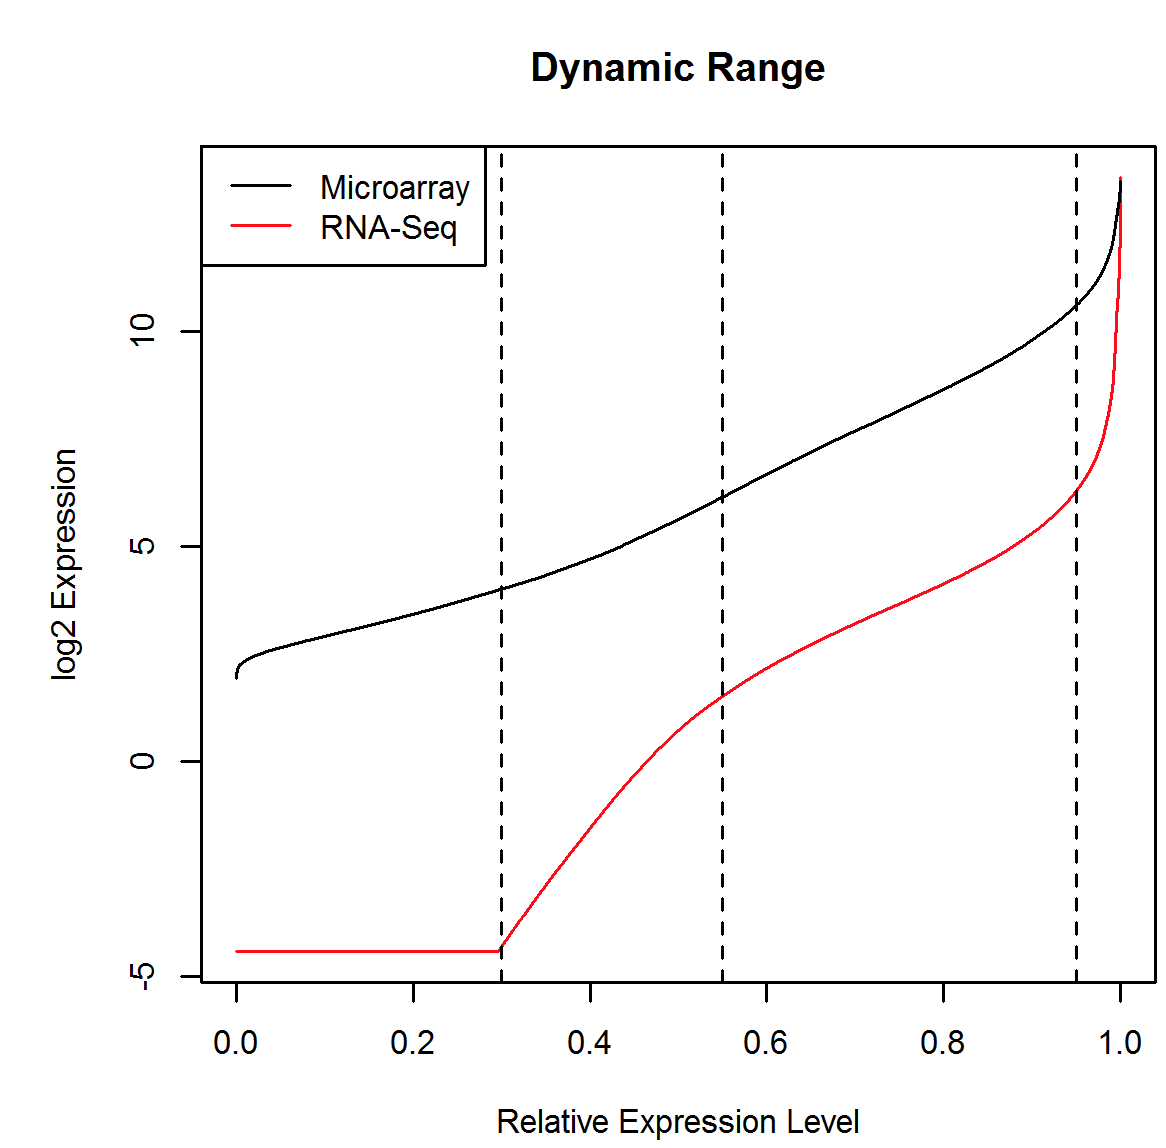 Dynamic Range
Microarray
RNA-Seq
log2 Expression
10
5
0
-5
0.0 0.2 0.4 0.6 0.8 1.0
Relative Expression Level